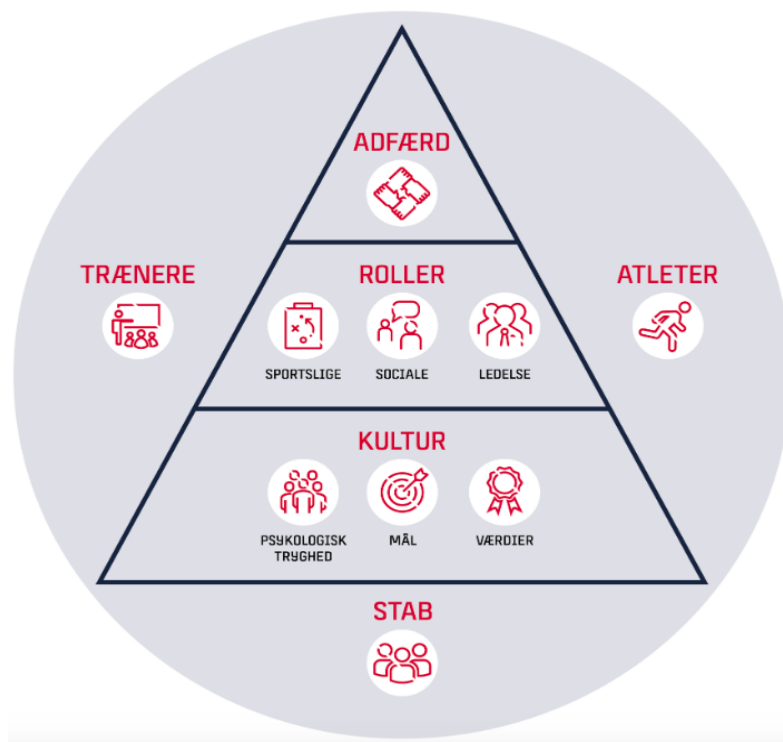 ADFÆRD
TRÆNERE
ROLLER
ATLETER
SPORTSLIGE
SOCIALE
LEDELSE
KULTUR
PSYKOLOGISK
TRYGHED
MÅL
VÆRDIER
STAB